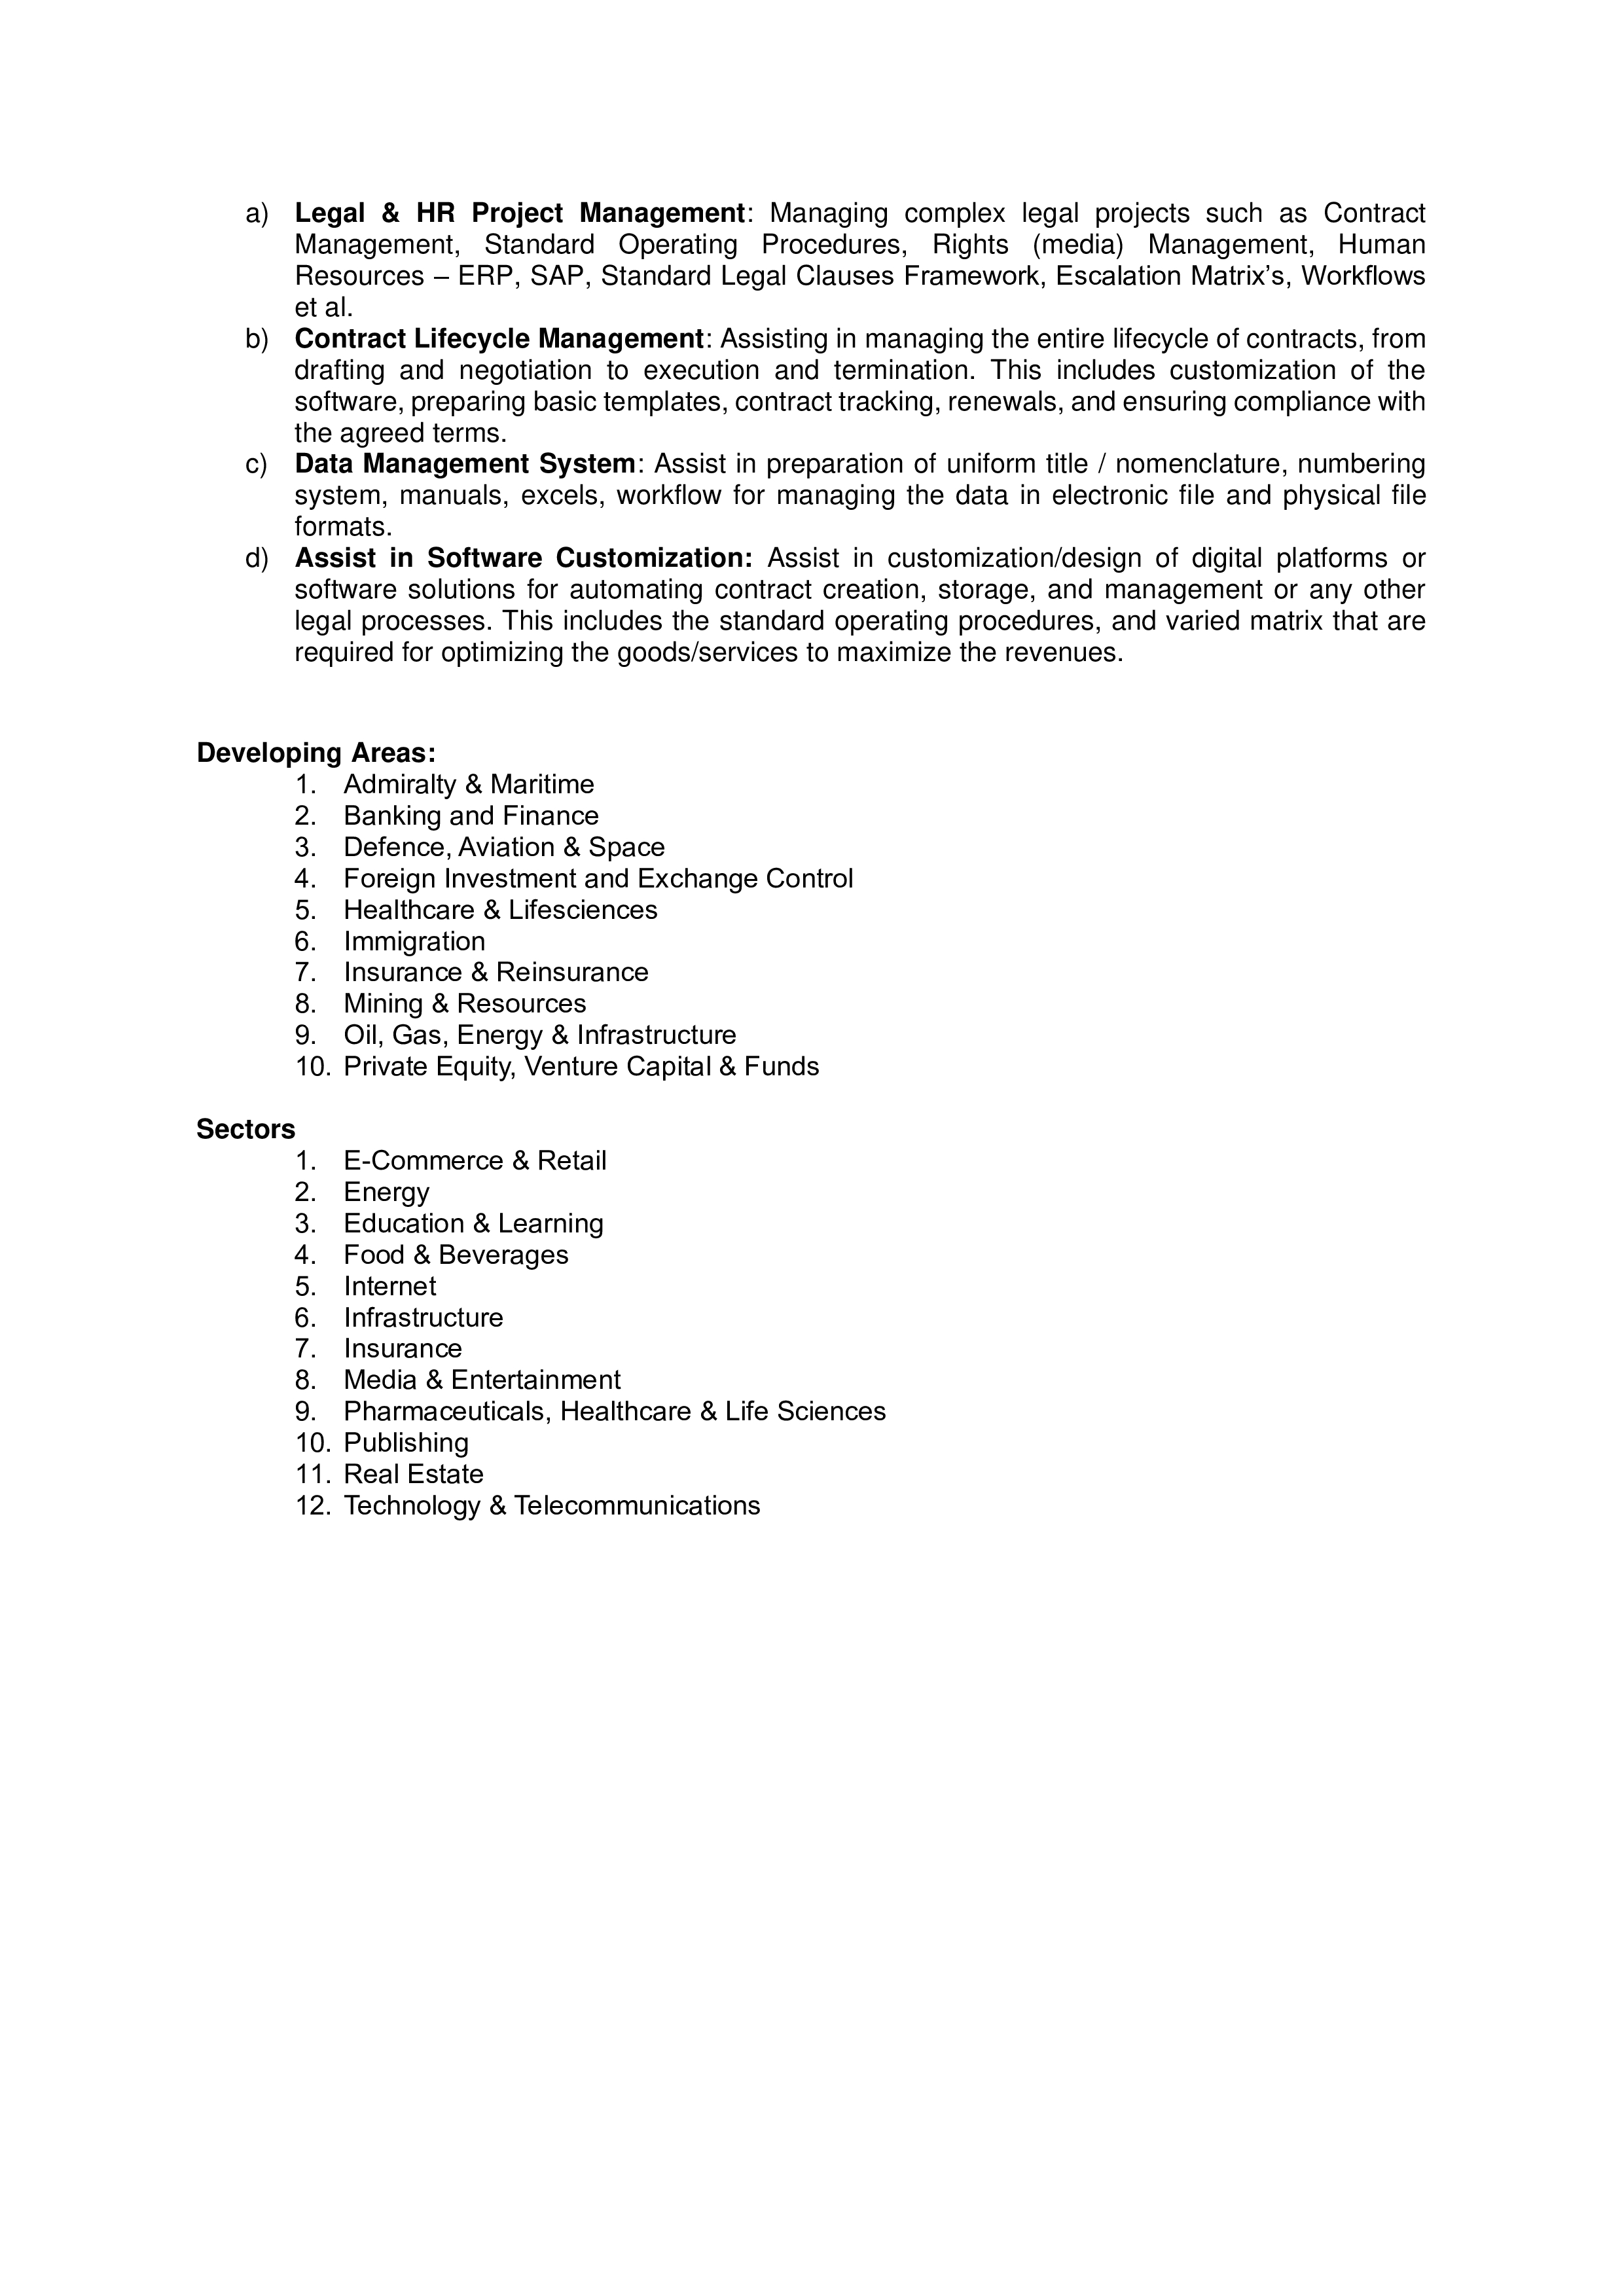 a) Legal & HR Project Management: Managing complex legal projects such as Contract
Management, Standard Operating Procedures, Rights (media) Management, Human
Resources – ERP, SAP, Standard Legal Clauses Framework, Escalation Matrix’s, Workflows
et al.
b) Contract Lifecycle Management: Assisting in managing the entire lifecycle of contracts, from
drafting and negotiation to execution and termination. This includes customization of the
software, preparing basic templates, contract tracking, renewals, and ensuring compliance with
the agreed terms.
c) Data Management System: Assist in preparation of uniform title / nomenclature, numbering
system, manuals, excels, workflow for managing the data in electronic file and physical file
formats.
d) Assist in Software Customization: Assist in customization/design of digital platforms or
software solutions for automating contract creation, storage, and management or any other
legal processes. This includes the standard operating procedures, and varied matrix that are
required for optimizing the goods/services to maximize the revenues.
Developing Areas:
1. Admiralty & Maritime
2. Banking and Finance
3. Defence, Aviation & Space
4. Foreign Investment and Exchange Control
5. Healthcare & Lifesciences
6. Immigration
7. Insurance & Reinsurance
8. Mining & Resources
9. Oil, Gas, Energy & Infrastructure
10. Private Equity, Venture Capital & Funds
Sectors
1. E-Commerce & Retail
2. Energy
3. Education & Learning
4. Food & Beverages
5. Internet
6. Infrastructure
7. Insurance
8. Media & Entertainment
9. Pharmaceuticals, Healthcare & Life Sciences
10. Publishing
11. Real Estate
12. Technology & Telecommunications